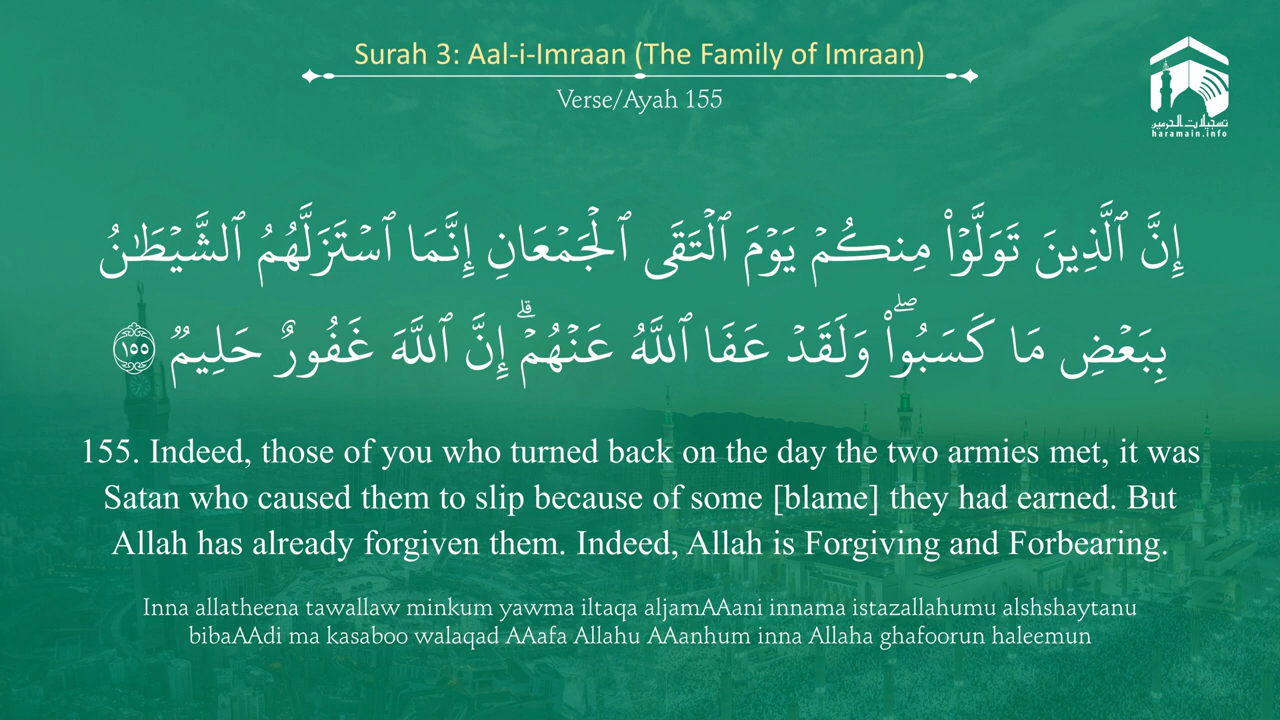 Surah 3: Aal-i-Imraan (The Family of Imraan)
Verse/Ayah 155
تسجيلات الحرمين
haramain.info
إِنَّ ٱلَّذِينَ تَوَلَّوْا۟ مِنكُمْ يَوْمَ ٱلْتَقَى ٱلْجَمْعَانِ إِنَّمَا ٱسْتَزَلَّهُمُ ٱلشَّيْطَـٰنُ
بِبَعْضِ مَا كَسَبُوا۟ ۖ وَلَقَدْ عَفَا ٱللَّهُ عَنْهُمْ ۗ إِنَّ ٱللَّهَ غَفُورٌ حَلِيمٌ ١٥٥
155. Indeed, those of you who turned back on the day the two armies met, it was
Satan who caused them to slip because of some [blame] they had earned. But
Allah has already forgiven them. Indeed, Allah is Forgiving and Forbearing.
Inna allatheena tawallaw minkum yawma iltaqa aljamAAani innama istazallahumu alshshaytanu
bibaAAdi ma kasaboo walaqad AAafa Allahu AAanhum inna Allaha ghafoorun haleemun